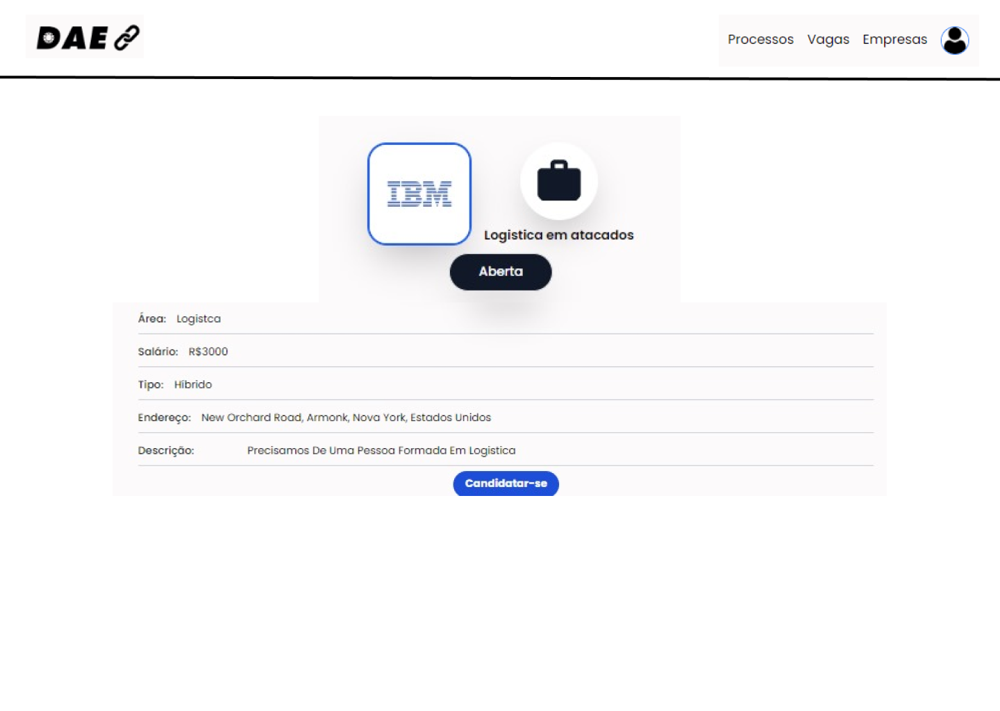 DAE
Processos Vagas Empresas
IBM
Logistica em atacados
Aberta
Área: Logistca
Salário: R$3000
Tipo: Híbrido
Endereço: New Orchard Road, Armonk, Nova York, Estados Unidos
Descrição: Precisamos De Uma Pessoa Formada Em Logistica
Candidatar-se